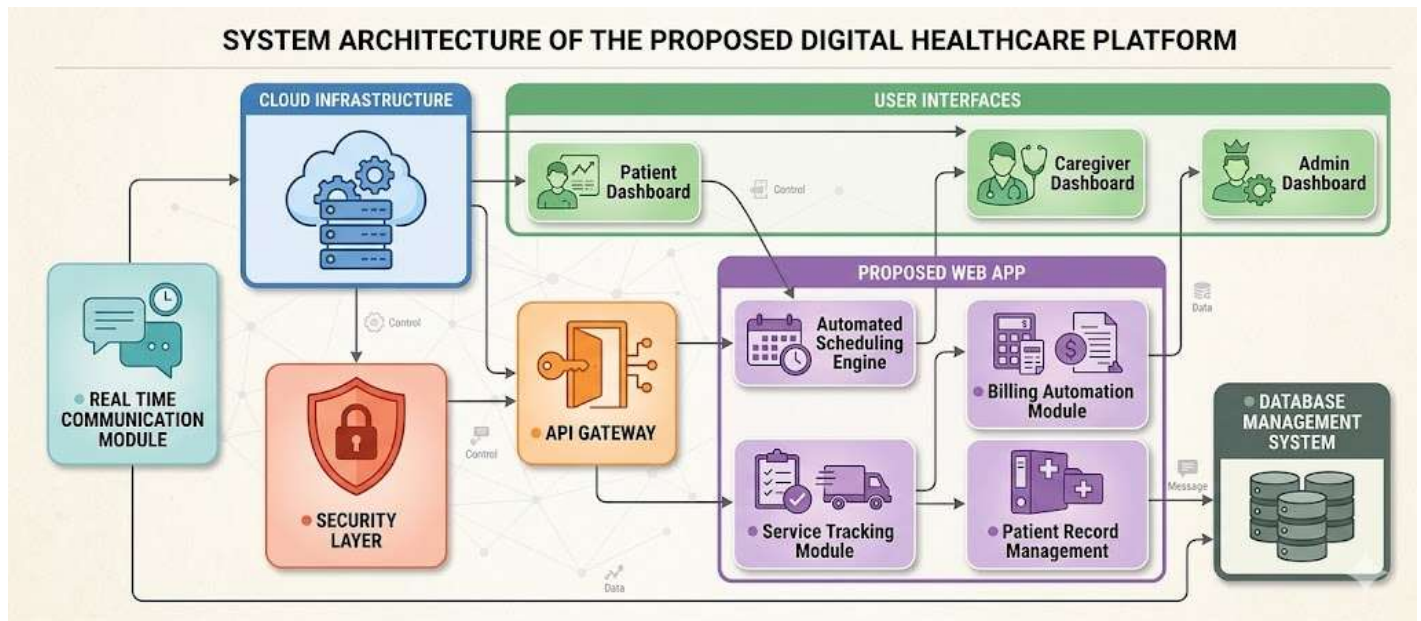 SYSTEM ARCHITECTURE OF THE PROPOSED DIGITAL HEALTHCARE PLATFORM
CLOUD INFRASTRUCTURE
USER INTERFACES
Patient
Dashboard
Control
Caregiver
Dashboard
Admin
Dashboard
REAL TIME
COMMUNICATION
MODULE
Control
SECURITY
LAYER
Control
API GATEWAY
PROPOSED WEB APP
Automated
Scheduling
Engine
Billing Automation
Module
Service Tracking
Module
Patient Record
Management
Data
Message
DATABASE
MANAGEMENT
SYSTEM
Data